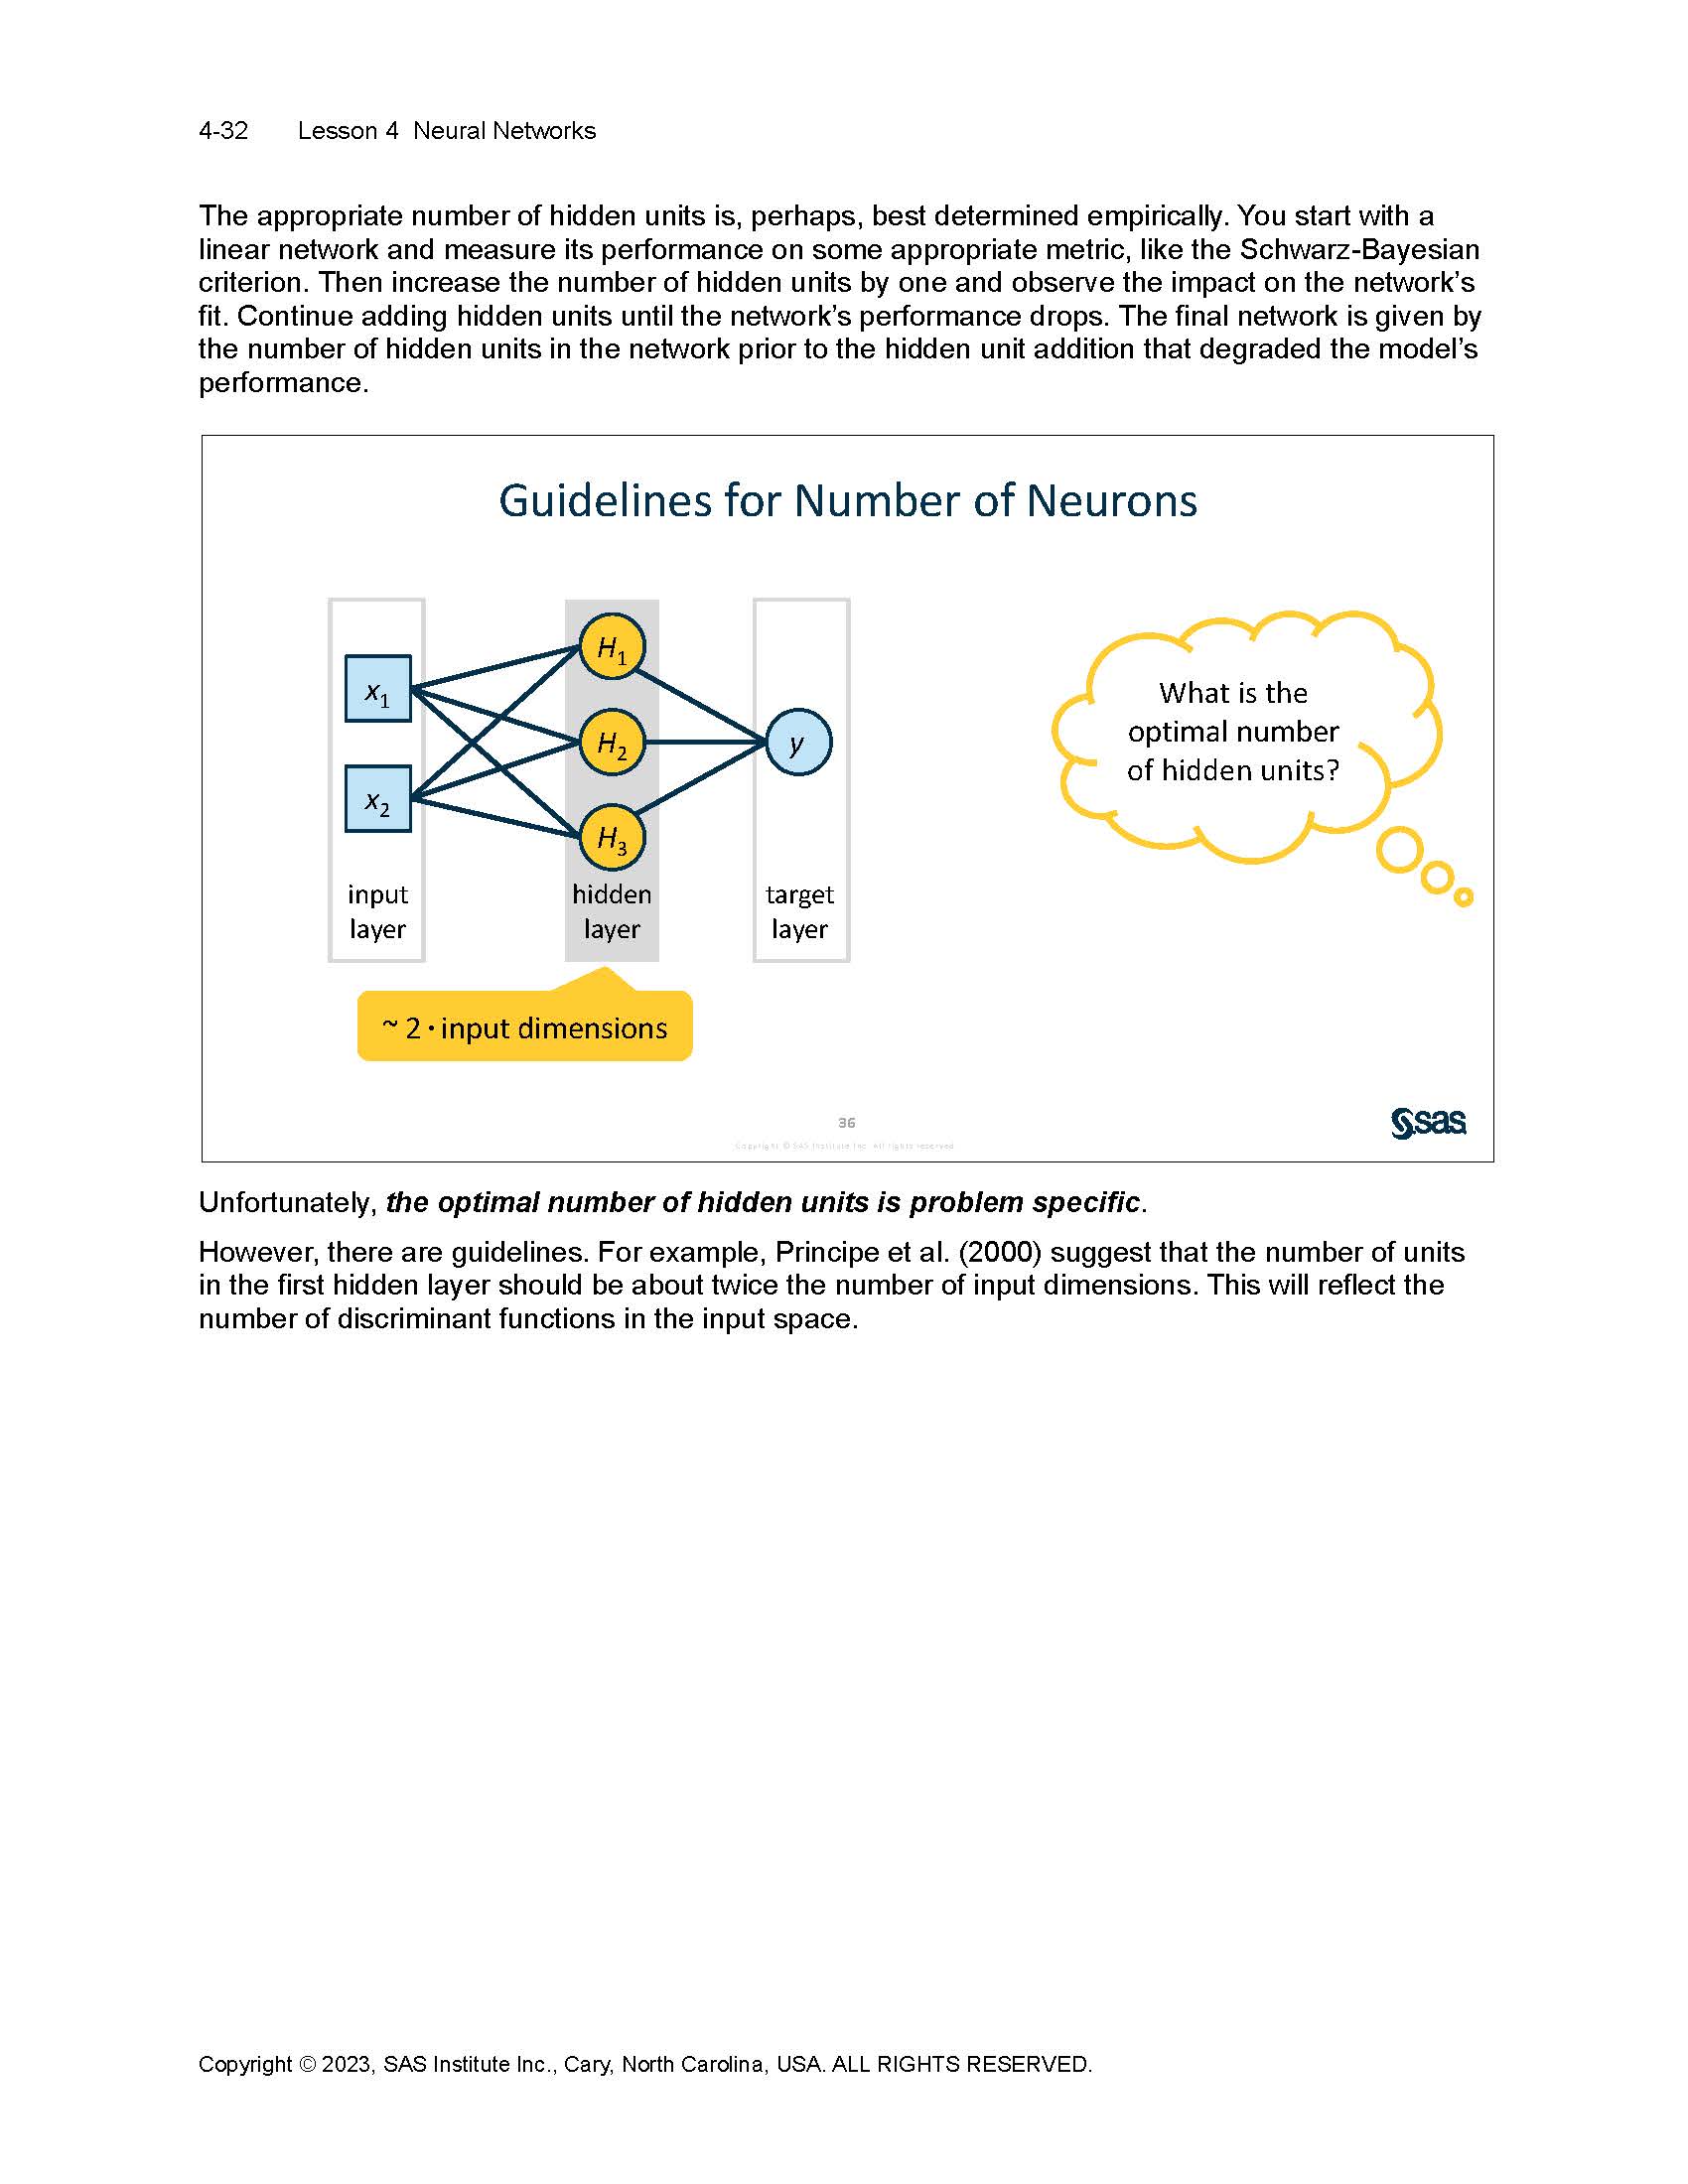 4-32 Lesson 4 Neural Networks
The appropriate number of hidden units is, perhaps, best determined empirically. You start with a
linear network and measure its performance on some appropriate metric, like the Schwarz-Bayesian
criterion. Then increase the number of hidden units by one and observe the impact on the network’s
fit. Continue adding hidden units until the network’s performance drops. The final network is given by
the number of hidden units in the network prior to the hidden unit addition that degraded the model’s
performance.
Guidelines for Number of Neurons
x1
x2
input
layer
H1
H2
H3
hidden
layer
y
target
layer
~ 2 · input dimensions
What is the
optimal number
of hidden units?
36
Copyright © SAS Institute Inc. All rights reserved
sas
Unfortunately, the optimal number of hidden units is problem specific.
However, there are guidelines. For example, Principe et al. (2000) suggest that the number of units
in the first hidden layer should be about twice the number of input dimensions. This will reflect the
number of discriminant functions in the input space.
Copyright © 2023, SAS Institute Inc., Cary, North Carolina, USA. ALL RIGHTS RESERVED.